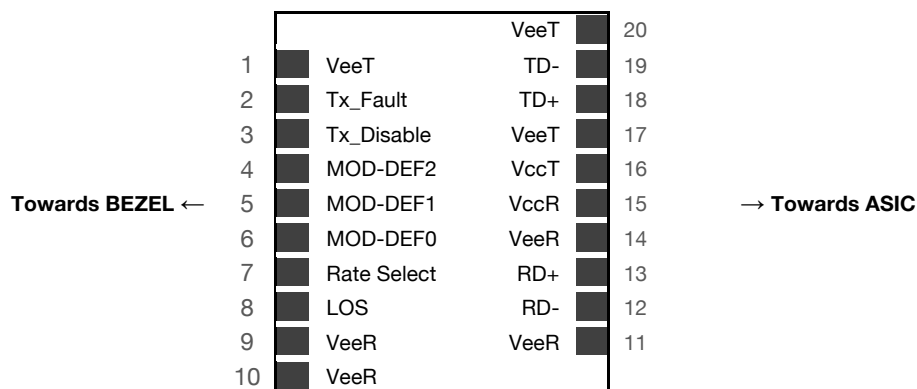 VeeT 20
1 VeeT TD- 19
2 Tx_Fault TD+ 18
3 Tx_Disable VeeT 17
4 MOD-DEF2 VccT 16
Towards BEZEL ← 5 MOD-DEF1 VccR 15 → Towards ASIC
6 MOD-DEF0 VeeR 14
7 Rate Select RD+ 13
8 LOS RD- 12
9 VeeR VeeR 11
10 VeeR